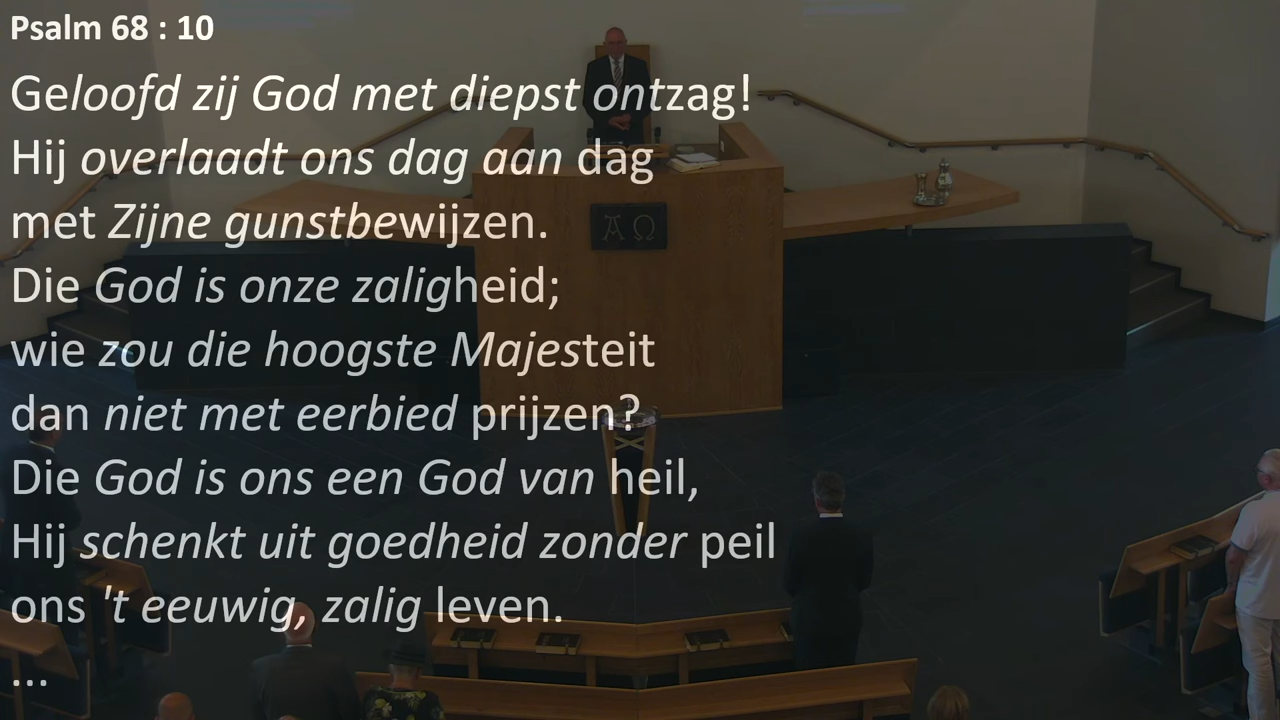 Psalm 68 : 10
Geloofd zij God met diepst ontzag!
Hij overlaadt ons dag aan dag
met Zijne gunstbewijzen.
Die God is onze zaligheid;
wie zou die hoogste Majesteit
dan niet met eerbied prijzen?
Die God is ons een God van heil,
Hij schenkt uit goedheid zonder peil
ons 't eeuwig, zalig leven.
...
Α Ω